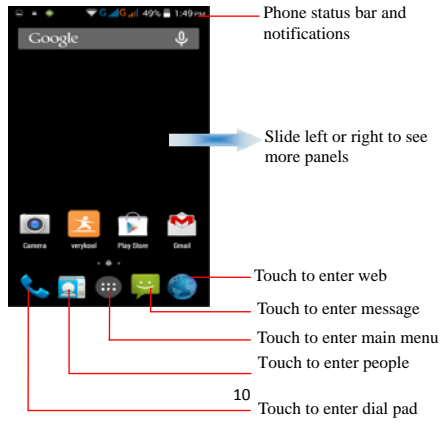 G G 49% 1:49 PM
Google
Camera verykool Play Store Gmail
Phone status bar and
notifications
Slide left or right to see
more panels
Touch to enter web
Touch to enter message
Touch to enter main menu
Touch to enter people
10
Touch to enter dial pad